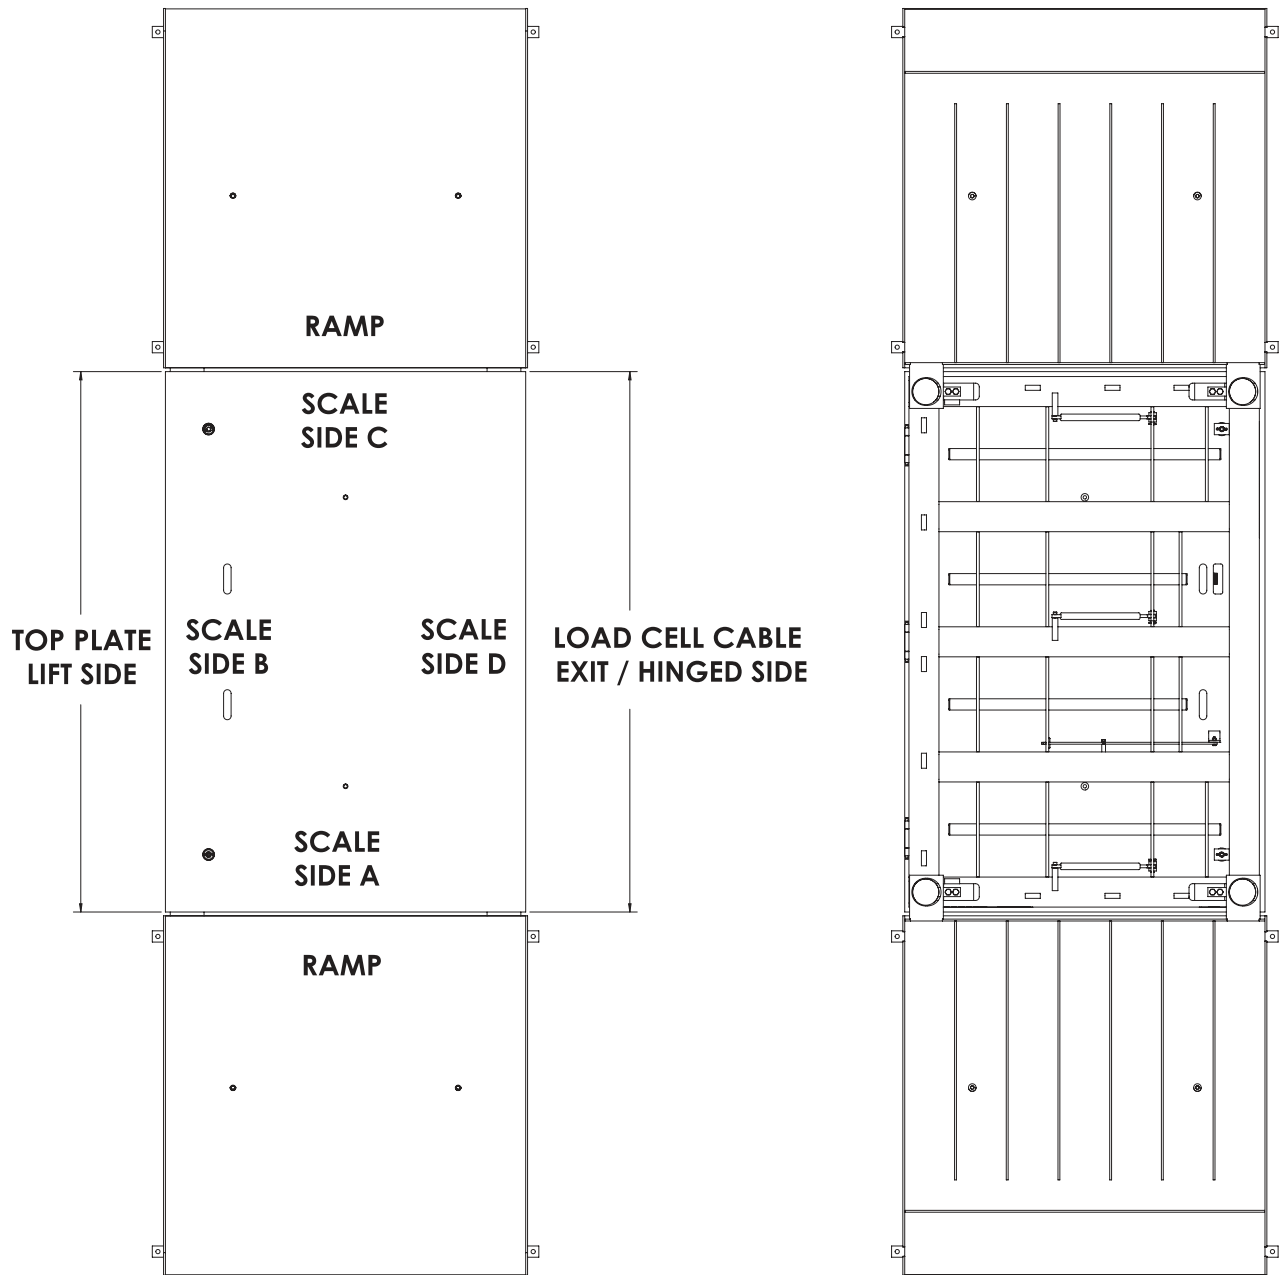 RAMP
SCALE
SIDE C
TOP PLATE
LIFT SIDE
SCALE
SIDE B
SCALE
SIDE D
LOAD CELL CABLE
EXIT / HINGED SIDE
SCALE
SIDE A
RAMP